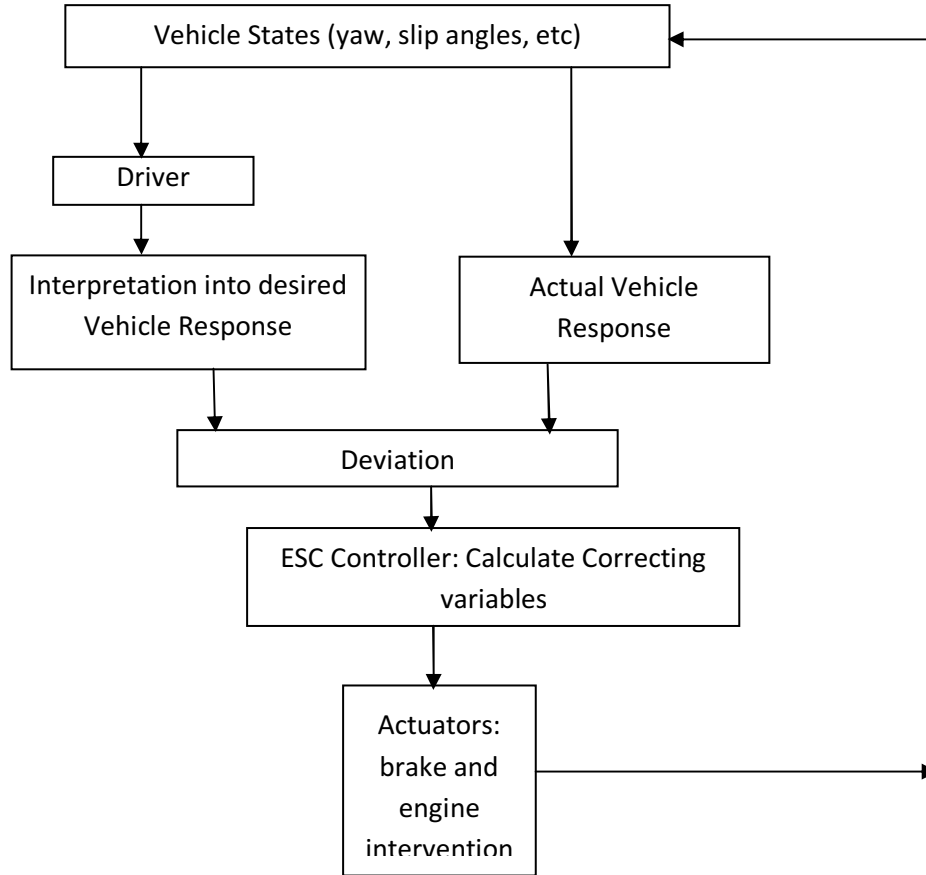 Vehicle States (yaw, slip angles, etc)
Driver
Interpretation into desired
Vehicle Response
Actual Vehicle
Response
Deviation
ESC Controller: Calculate Correcting
variables
Actuators:
brake and
engine
intervention